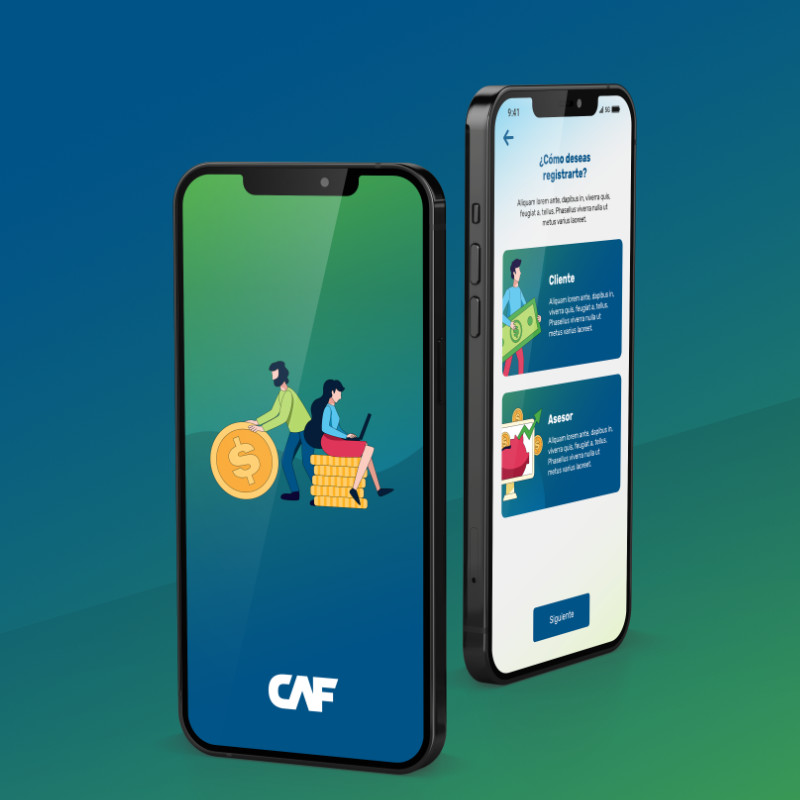 CAF
9:41
5G
¿Cómo deseas
registrarte?
Aliquam lorem ante, dapibus in, viverra quis,
feugiat a, tellus. Phasellus viverra nulla ut
metus varius laoreet.
Cliente
Aliquam lorem ante, dapibus in,
viverra quis, feugiat a, tellus.
Phasellus viverra nulla ut
metus varius laoreet.
Asesor
Aliquam lorem ante, dapibus in,
viverra quis, feugiat a, tellus.
Phasellus viverra nulla ut
metus varius laoreet.
Siguiente